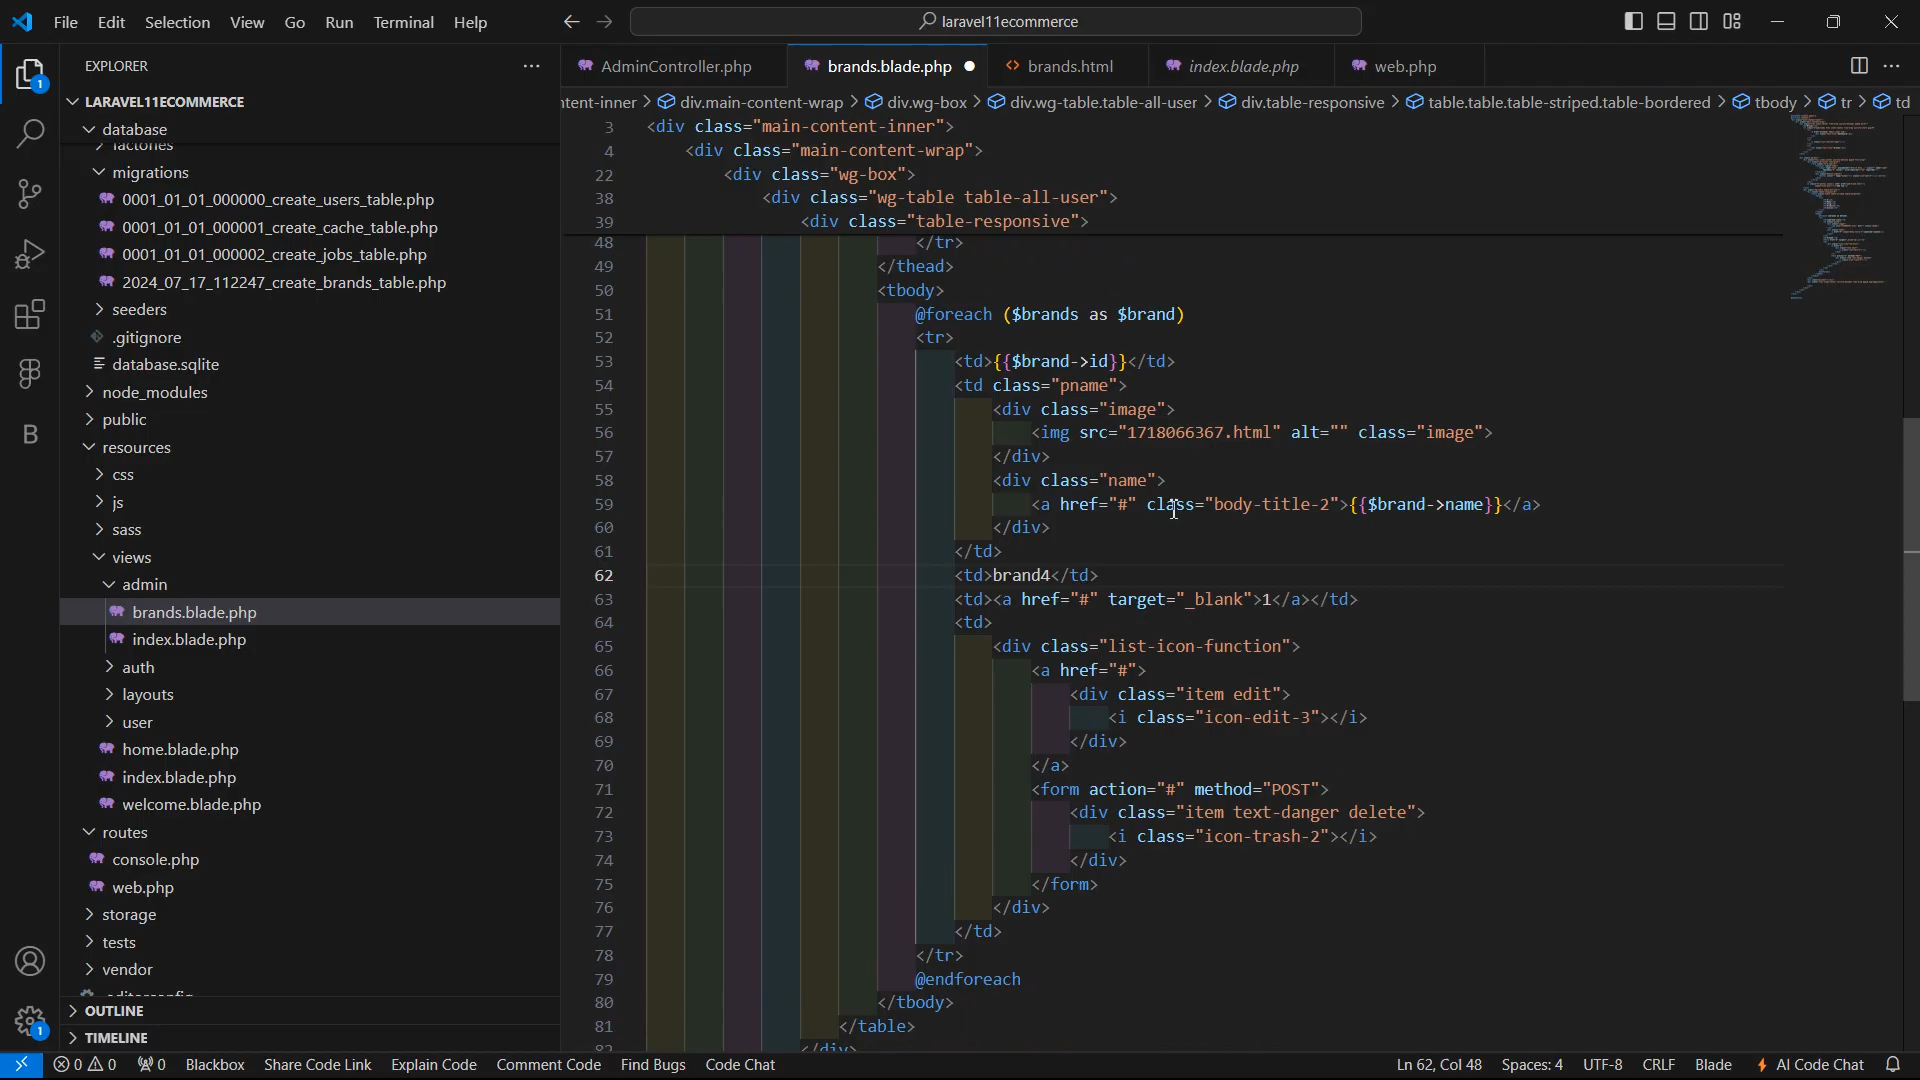 File Edit Selection View Go Run Terminal Help
laravel11ecommerce
EXPLORER
LARAVEL11ECOMMERCE
database
factories
migrations
0001_01_01_000000_create_users_table.php
0001_01_01_000001_create_cache_table.php
0001_01_01_000002_create_jobs_table.php
2024_07_17_112247_create_brands_table.php
seeders
.gitignore
database.sqlite
node_modules
public
resources
css
js
sass
views
admin
brands.blade.php
index.blade.php
auth
layouts
user
home.blade.php
index.blade.php
welcome.blade.php
routes
console.php
web.php
storage
tests
vendor
.editorconfig
OUTLINE
TIMELINE
1
B
1
AdminController.php brands.blade.php brands.html index.blade.php web.php
ntent-inner > div.main-content-wrap > div.wg-box > div.wg-table.table-all-user > div.table-responsive > table.table.table-striped.table-bordered > tbody > tr > td
3 <div class="main-content-inner">
4 <div class="main-content-wrap">
22 <div class="wg-box">
38 <div class="wg-table table-all-user">
39 <div class="table-responsive">
48 </tr>
49 </thead>
50 <tbody>
51 @foreach ($brands as $brand)
52 <tr>
53 <td>{{$brand->id}}</td>
54 <td class="pname">
55 <div class="image">
56 <img src="1718066367.html" alt="" class="image">
57 </div>
58 <div class="name">
59 <a href="#" class="body-title-2">{{$brand->name}}</a>
60 </div>
61 </td>
62 <td>brand4</td>
63 <td><a href="#" target="_blank">1</a></td>
64 <td>
65 <div class="list-icon-function">
66 <a href="#">
67 <div class="item edit">
68 <i class="icon-edit-3"></i>
69 </div>
70 </a>
71 <form action="#" method="POST">
72 <div class="item text-danger delete">
73 <i class="icon-trash-2"></i>
74 </div>
75 </form>
76 </div>
77 </td>
78 </tr>
79 @endforeach
80 </tbody>
81 </table>
82 </div>
0 0 0 Blackbox Share Code Link Explain Code Comment Code Find Bugs Code Chat Ln 62, Col 48 Spaces: 4 UTF-8 CRLF Blade AI Code Chat